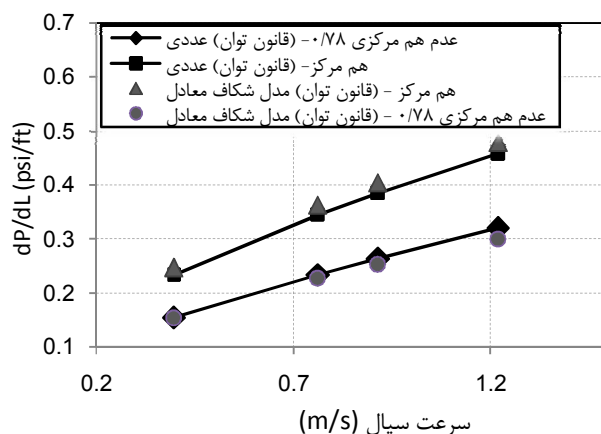 0.7
0.6
0.5
0.4
0.3
0.2
0.1
dP/dL (psi/ft)
عدم هم مرکزی ۰/۷۸- (قانون توان) عددی
هم مرکز- (قانون توان) عددی
هم مرکز - (قانون توان) مدل شکاف معادل
عدم هم مرکزی ۰/۷۸ - (قانون توان) مدل شکاف معادل
0.2 0.7 1.2
سرعت سیال (m/s)